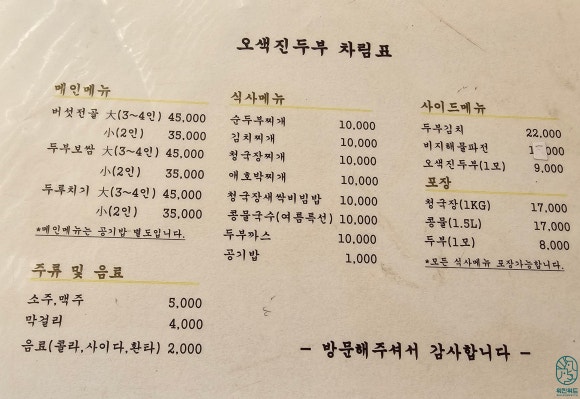 오색진두부 차림표
메인메뉴
버섯전골 大(3~4인) 45,000
小(2인) 35,000
두부보쌈 大(3~4인) 45,000
小(2인) 35,000
두루치기 大(3~4인) 45,000
小(2인) 35,000
*메인메뉴는 공기밥 별도입니다.
주류 및 음료
소주,맥주 5,000
막걸리 4,000
음료(콜라,사이다,환타) 2,000
식사메뉴
순두부찌개 10,000
김치찌개 10,000
청국장찌개 10,000
애호박찌개 10,000
청국장새싹비빔밥 10,000
콩물국수(여름특선) 10,000
두부까스 10,000
공기밥 1,000
사이드메뉴
두부김치 22,000
비지해물파전
오색진두부(1모) 9,000
포장
청국장(1KG) 17,000
콩물(1.5L) 17,000
두부(1모) 8,000
*모든 식사메뉴 포장가능합니다.
- 방문해주셔서 감사합니다 -